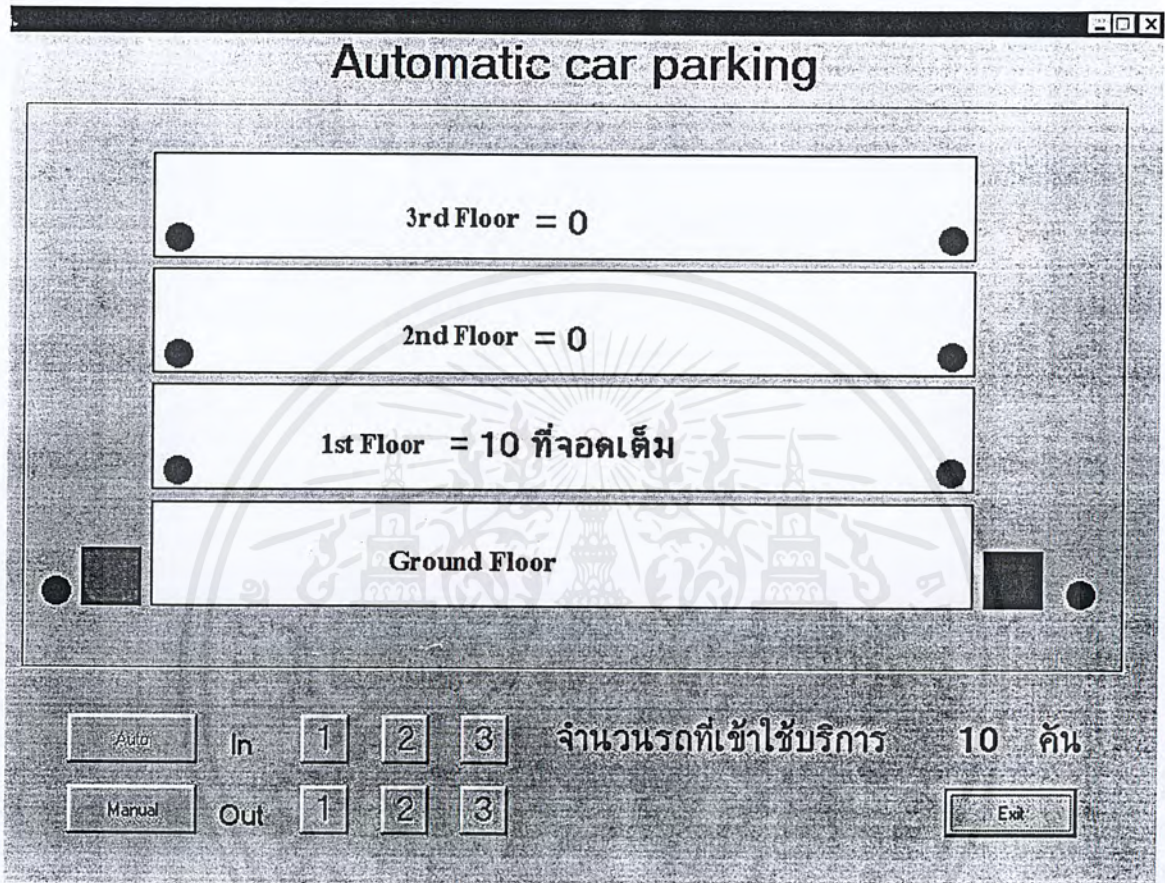 Automatic car parking
3rd Floor = 0
2nd Floor = 0
1st Floor = 10 ที่จอดเต็ม
Ground Floor
Auto In 1 2 3 จำนวนรถที่เข้าใช้บริการ 10 คัน
Manual Out 1 2 3 Exit